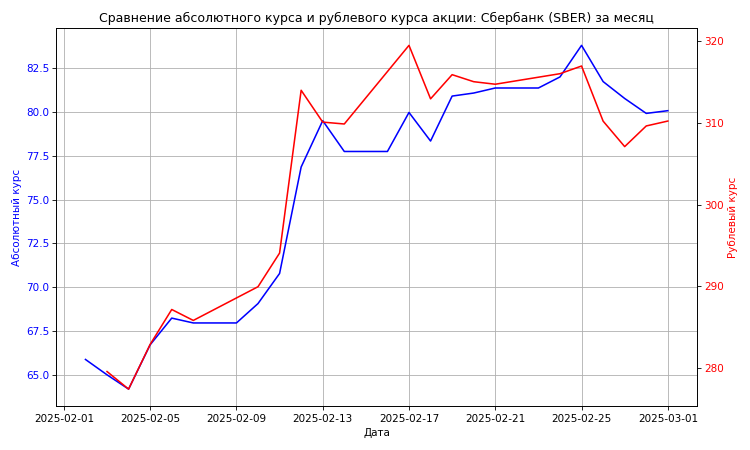 Сравнение абсолютного курса и рублевого курса акции: Сбербанк (SBER) за месяц
82.5
80.0
77.5
75.0
72.5
70.0
67.5
65.0
Абсолютный курс
320
310
300
290
280
Рублевый курс
2025-02-01 2025-02-05 2025-02-09 2025-02-13 2025-02-17 2025-02-21 2025-02-25 2025-03-01
Дата